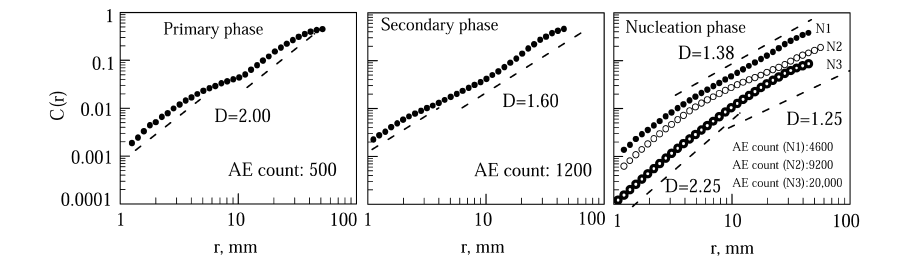 C(r)
1
0.1
0.01
0.001
0.0001
Primary phase
D=2.00
AE count: 500
1
10
100
r, mm
Secondary phase
D=1.60
AE count: 1200
1
10
100
r, mm
Nucleation phase
N1
N2
N3
D=1.38
D=1.25
AE count (N1):4600
AE count (N2):9200
AE count (N3):20,000
D=2.25
1
10
100
r, mm